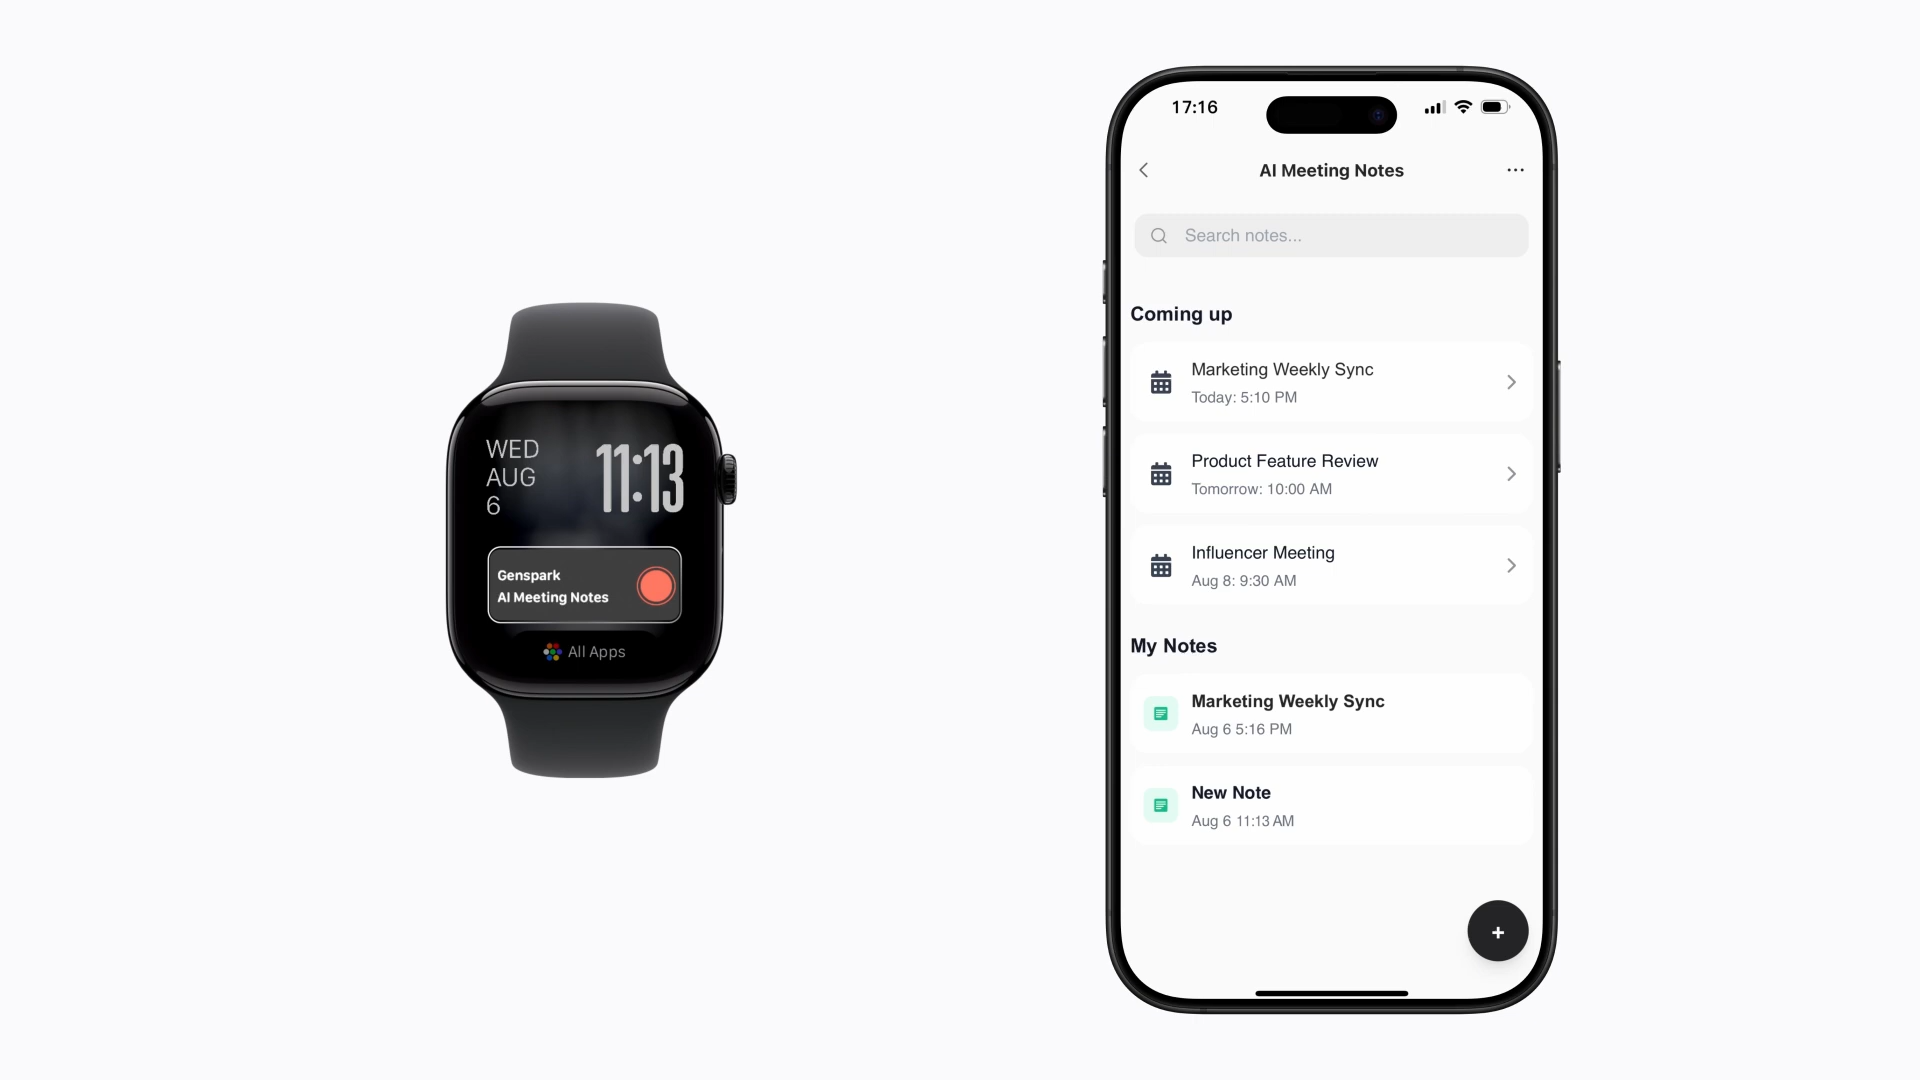 WED
AUG
6
11:13
Genspark
AI Meeting Notes
All Apps
17:16
AI Meeting Notes
Search notes...
Coming up
Marketing Weekly Sync
Today: 5:10 PM
Product Feature Review
Tomorrow: 10:00 AM
Influencer Meeting
Aug 8: 9:30 AM
My Notes
Marketing Weekly Sync
Aug 6 5:16 PM
New Note
Aug 6 11:13 AM